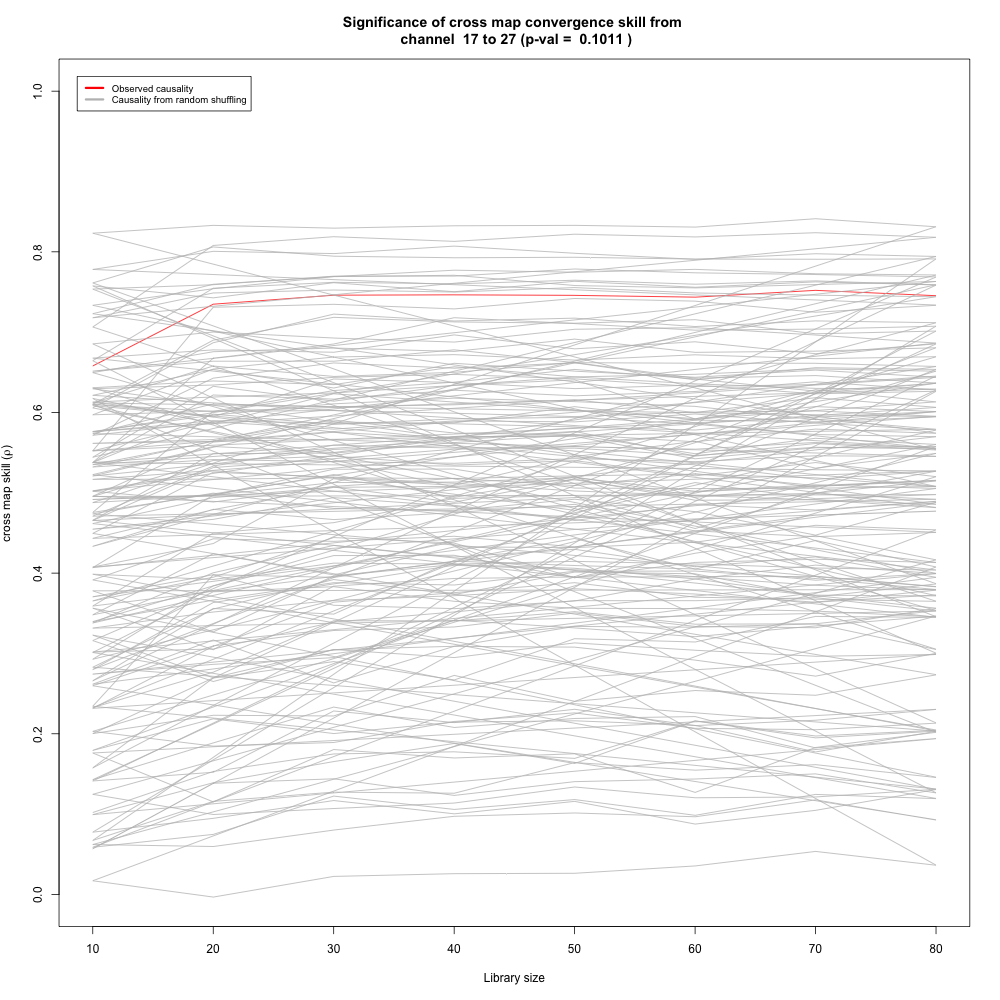 Significance of cross map convergence skill from
channel  17 to 27 (p-val =  0.1011 )
Observed causality
Causality from random shuffling
1.0
0.8
0.6
0.4
0.2
0.0
cross map skill (ρ)
10 20 30 40 50 60 70 80
Library size